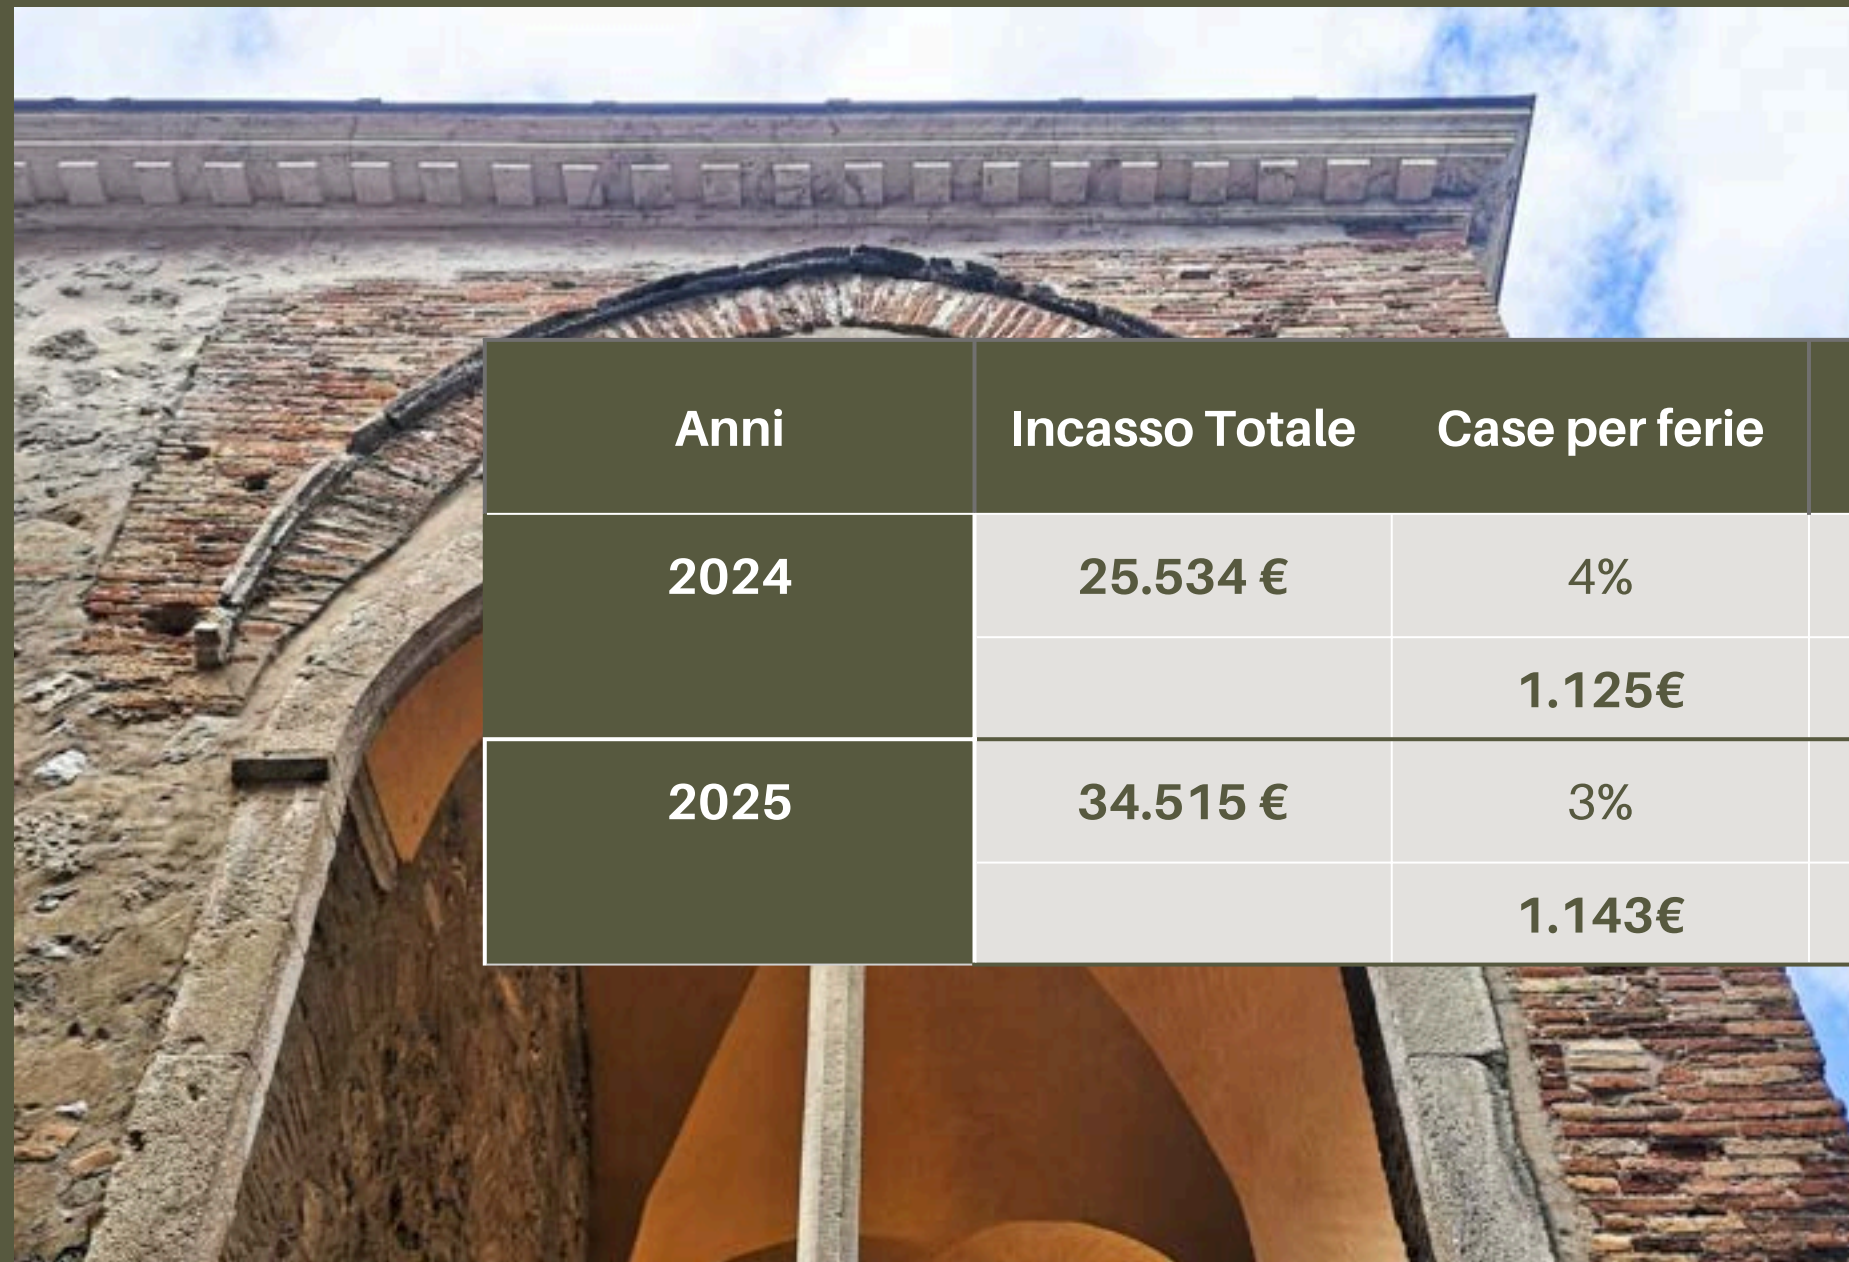 Anni Incasso Totale Case per ferie
2024 25.534 € 4%
1.125€
2025 34.515 € 3%
1.143€